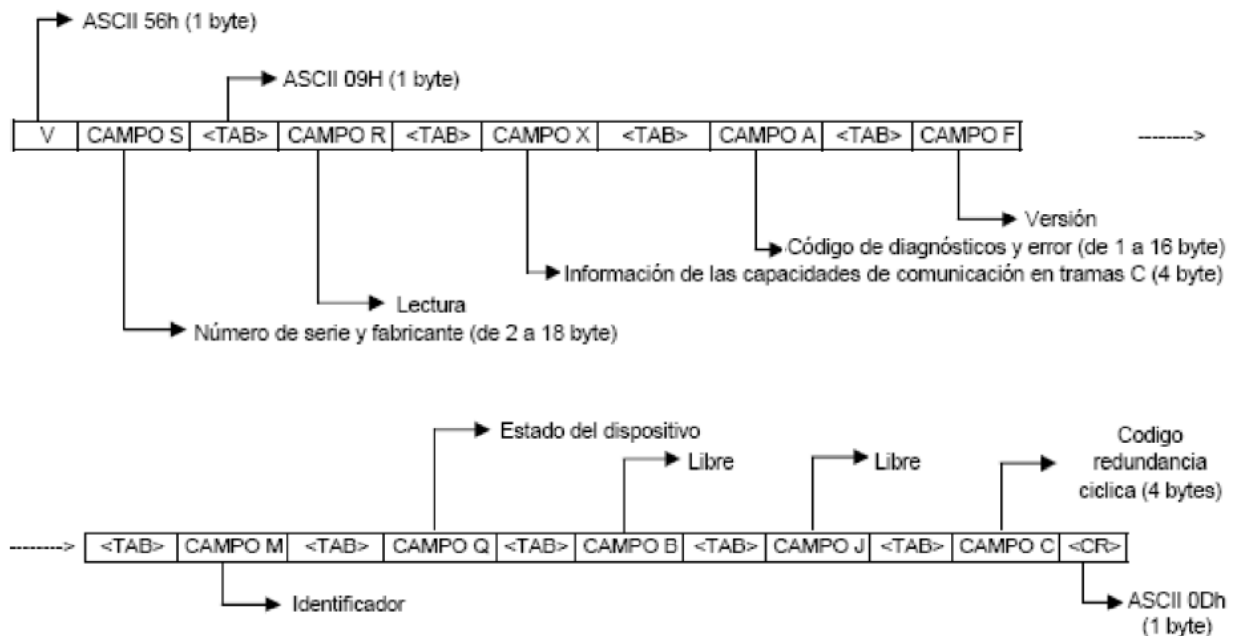 ASCII 56h (1 byte)
ASCII 09H (1 byte)
V CAMPO S <TAB> CAMPO R <TAB> CAMPO X <TAB> CAMPO A <TAB> CAMPO F -------->
Versión
Código de diagnósticos y error (de 1 a 16 byte)
Información de las capacidades de comunicación en tramas C (4 byte)
Lectura
Número de serie y fabricante (de 2 a 18 byte)
Estado del dispositivo
Libre
Libre
Codigo
redundancia
ciclica (4 bytes)
--------> <TAB> CAMPO M <TAB> CAMPO Q <TAB> CAMPO B <TAB> CAMPO J <TAB> CAMPO C <CR>
Identificador
ASCII 0Dh
(1 byte)